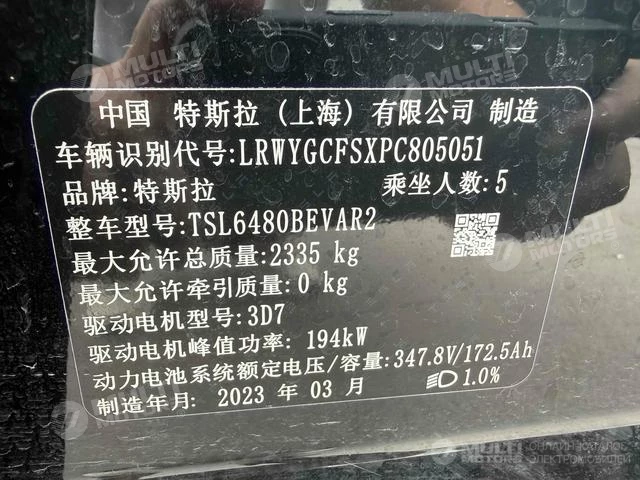 中国 特斯拉(上海)有限公司 制造
车辆识别代号:LRWYGCFSXPC805051
品牌:特斯拉 乘坐人数:5
整车型号:TSL6480BEVAR2
最大允许总质量:2335 kg
最大允许牵引质量:0 kg
驱动电机型号:3D7
驱动电机峰值功率: 194kW
动力电池系统额定电压/容量:347.8V/172.5Ah
制造年月: 2023 年 03 月 1.0%
MULTI MOTORS
ОНЛАЙН-КАТАЛОГ
ЭЛЕКТРОМОБИЛЕЙ